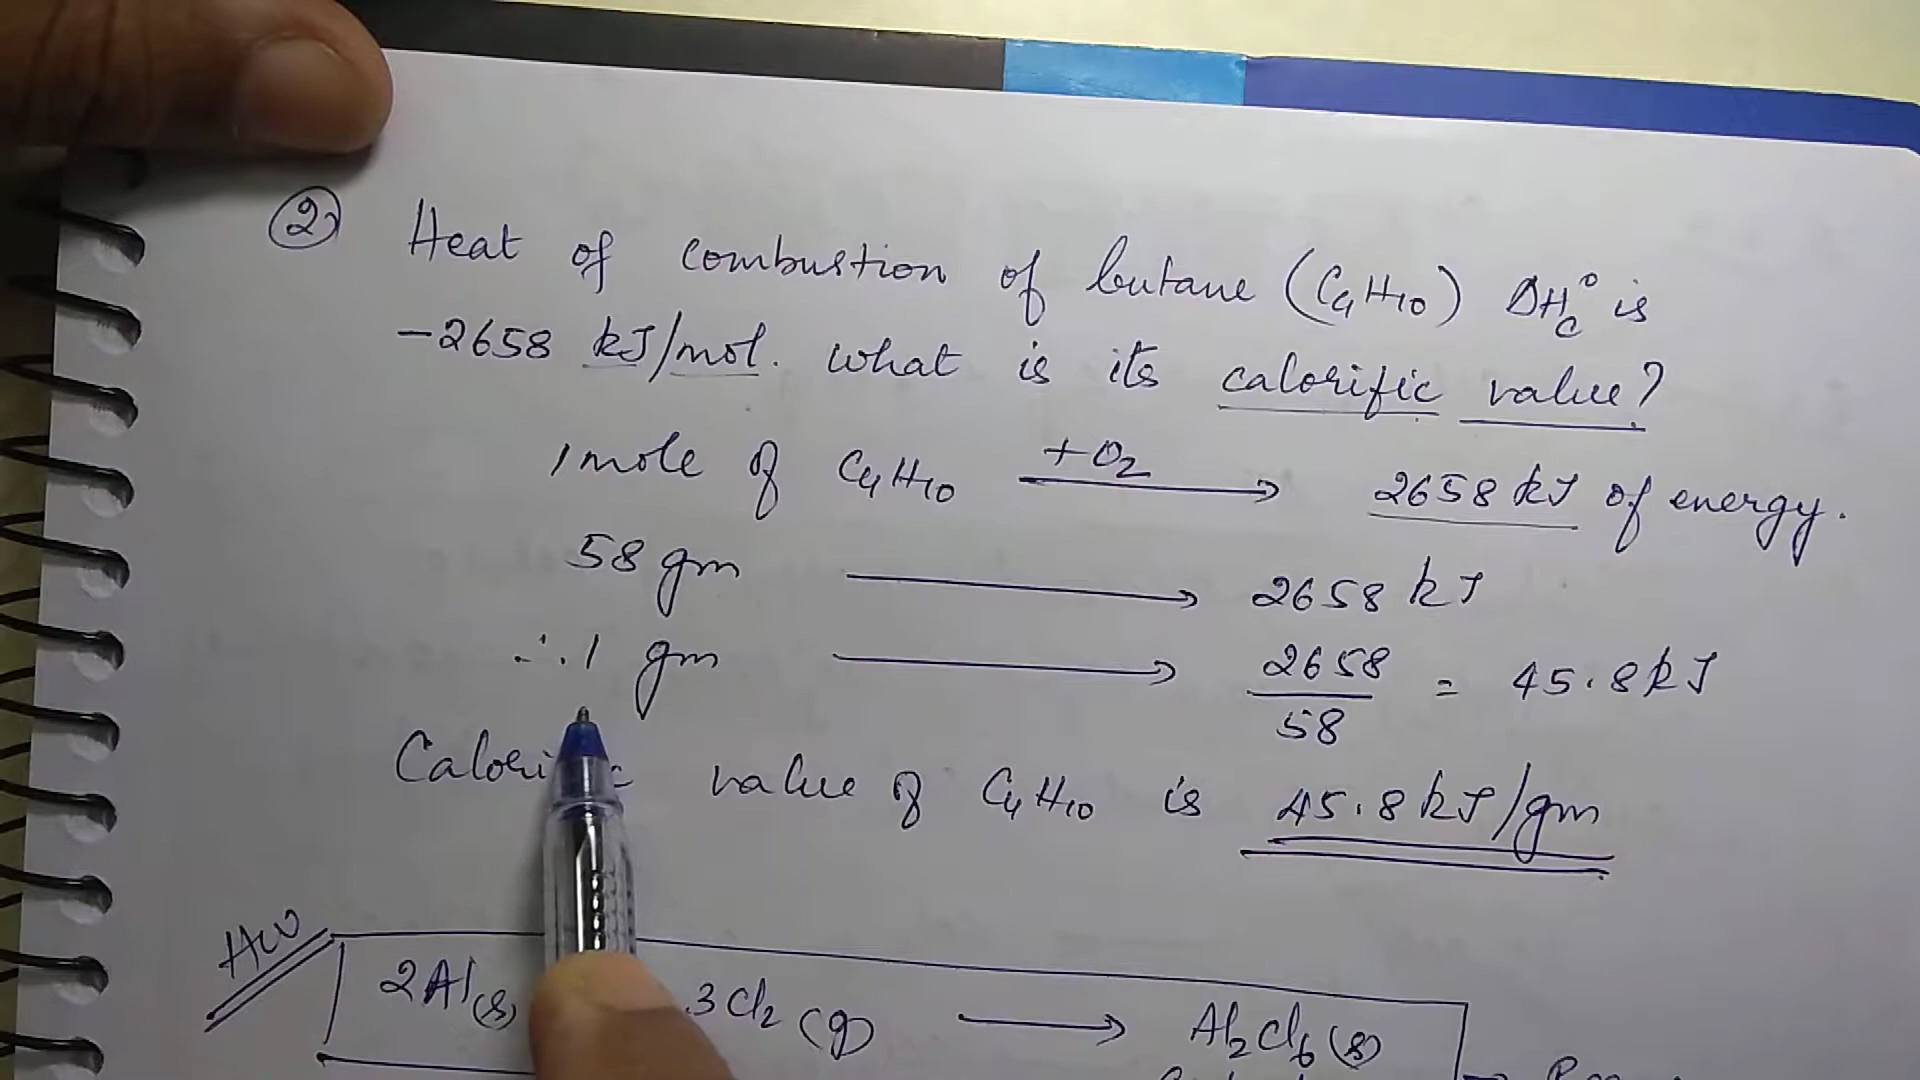 ② Heat of combustion of butane (C4H10) ΔHc° is
-2658 kJ/mol. what is its calorific value?
1 mole of C4H10 +O2 → 2658 kJ of energy.
58 gm → 2658 kJ
∴ 1 gm → 2658/58 = 45.8 kJ
value of C4H10 is 45.8 kJ/gm
HW
2Al(s) 3Cl2 (g) → Al2Cl6 (s)